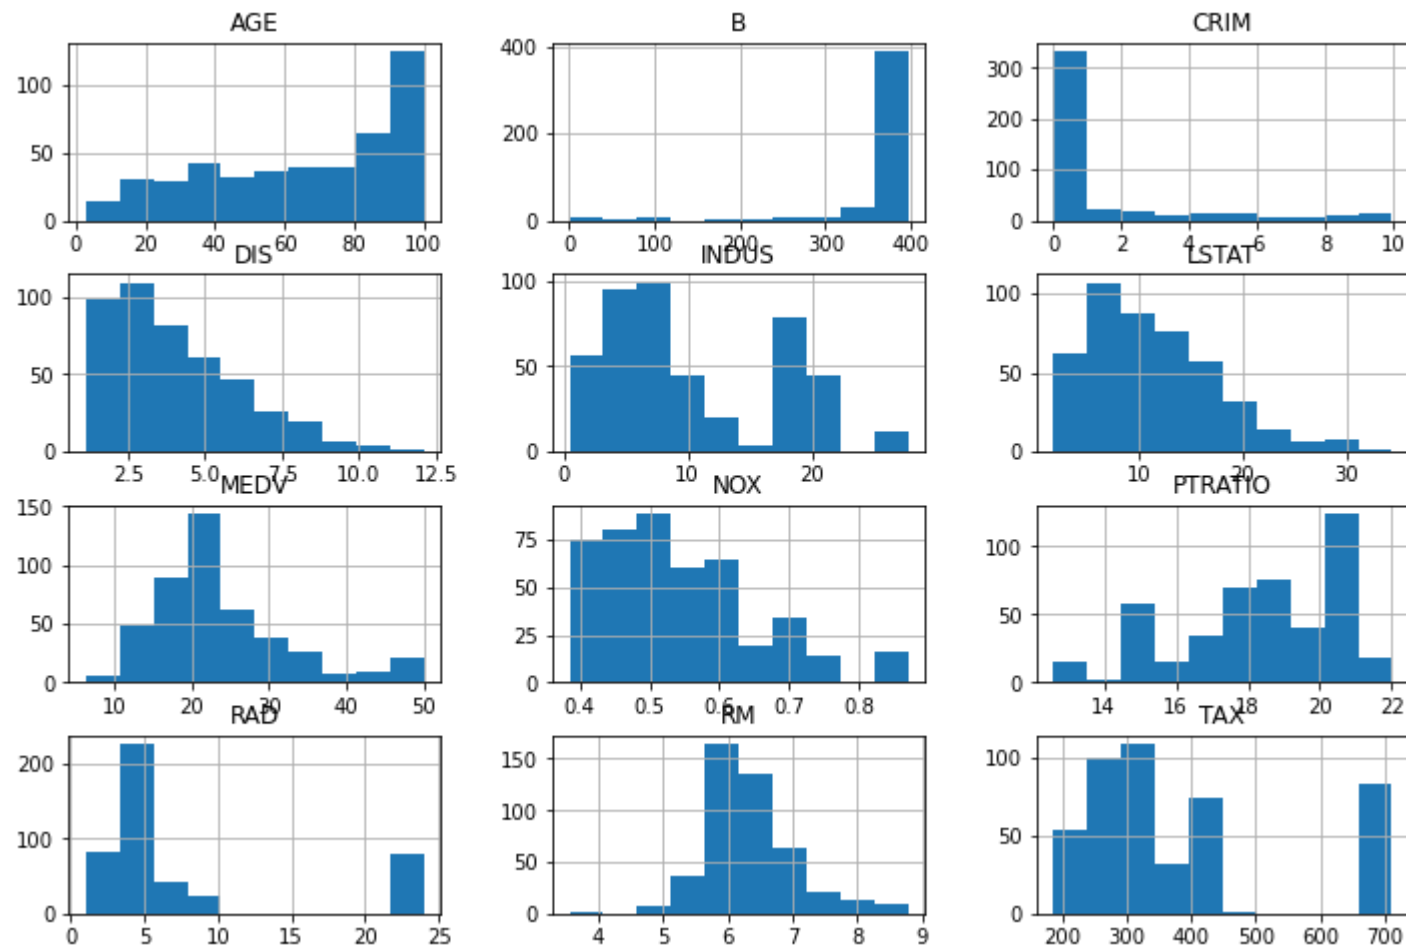 AGE
100
50
0
0 20 40 60 80 100
B
400
200
0
0 100 200 300 400
CRIM
300
200
100
0
0 2 4 6 8 10
DIS
100
50
0
2.5 5.0 7.5 10.0 12.5
INDUS
100
50
0
0 10 20
LSTAT
100
50
0
10 20 30
MEDV
150
100
50
0
10 20 30 40 50
NOX
75
50
25
0
0.4 0.5 0.6 0.7 0.8
PTRATIO
100
50
0
14 16 18 20 22
RAD
200
100
0
0 5 10 15 20 25
RM
150
100
50
0
4 5 6 7 8 9
TAX
100
50
0
200 300 400 500 600 700